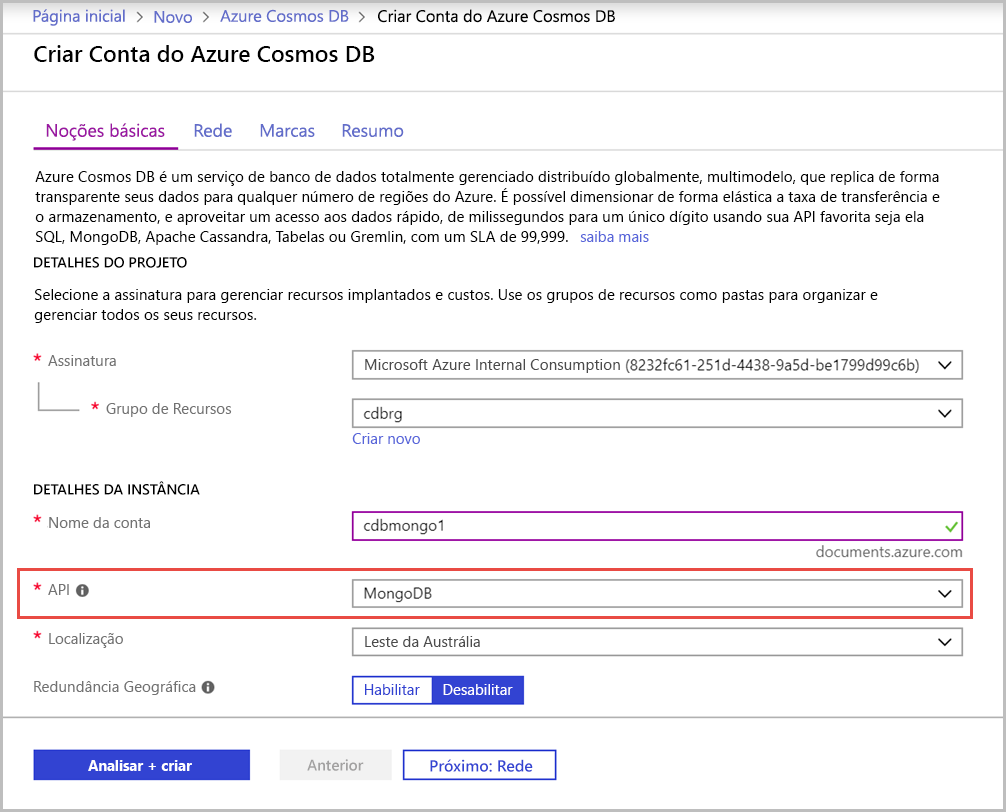 Página inicial > Novo > Azure Cosmos DB > Criar Conta do Azure Cosmos DB
Criar Conta do Azure Cosmos DB
Noções básicas Rede Marcas Resumo
Azure Cosmos DB é um serviço de banco de dados totalmente gerenciado distribuído globalmente, multimodelo, que replica de forma
transparente seus dados para qualquer número de regiões do Azure. É possível dimensionar de forma elástica a taxa de transferência e
o armazenamento, e aproveitar um acesso aos dados rápido, de milissegundos para um único dígito usando sua API favorita seja ela
SQL, MongoDB, Apache Cassandra, Tabelas ou Gremlin, com um SLA de 99,999. saiba mais
DETALHES DO PROJETO
Selecione a assinatura para gerenciar recursos implantados e custos. Use os grupos de recursos como pastas para organizar e
gerenciar todos os seus recursos.
* Assinatura Microsoft Azure Internal Consumption (8232fc61-251d-4438-9a5d-be1799d99c6b)
* Grupo de Recursos cdbrg
Criar novo
DETALHES DA INSTÂNCIA
* Nome da conta cdbmongo1
documents.azure.com
* API MongoDB
* Localização Leste da Austrália
Redundância Geográfica Habilitar Desabilitar
Analisar + criar Anterior Próximo: Rede